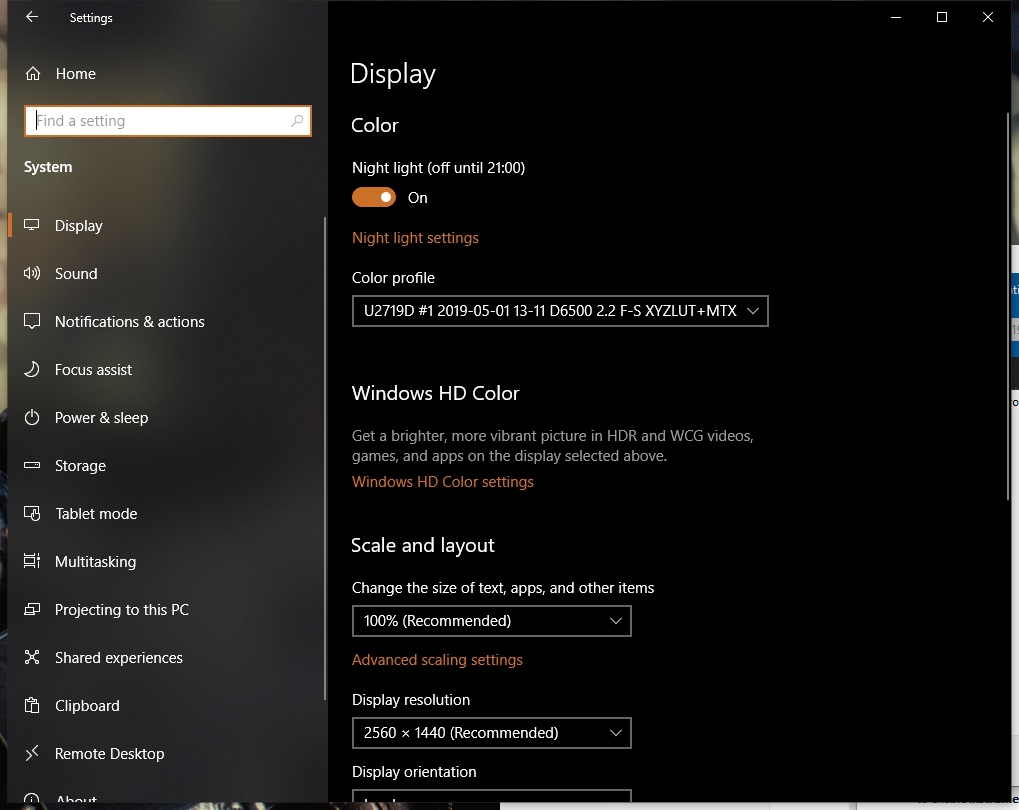 Settings
Home
Find a setting
System
Display
Sound
Notifications & actions
Focus assist
Power & sleep
Storage
Tablet mode
Multitasking
Projecting to this PC
Shared experiences
Clipboard
Remote Desktop
About
Display
Color
Night light (off until 21:00)
On
Night light settings
Color profile
U2719D #1 2019-05-01 13-11 D6500 2.2 F-S XYZLUT+MTX
Windows HD Color
Get a brighter, more vibrant picture in HDR and WCG videos,
games, and apps on the display selected above.
Windows HD Color settings
Scale and layout
Change the size of text, apps, and other items
100% (Recommended)
Advanced scaling settings
Display resolution
2560 × 1440 (Recommended)
Display orientation